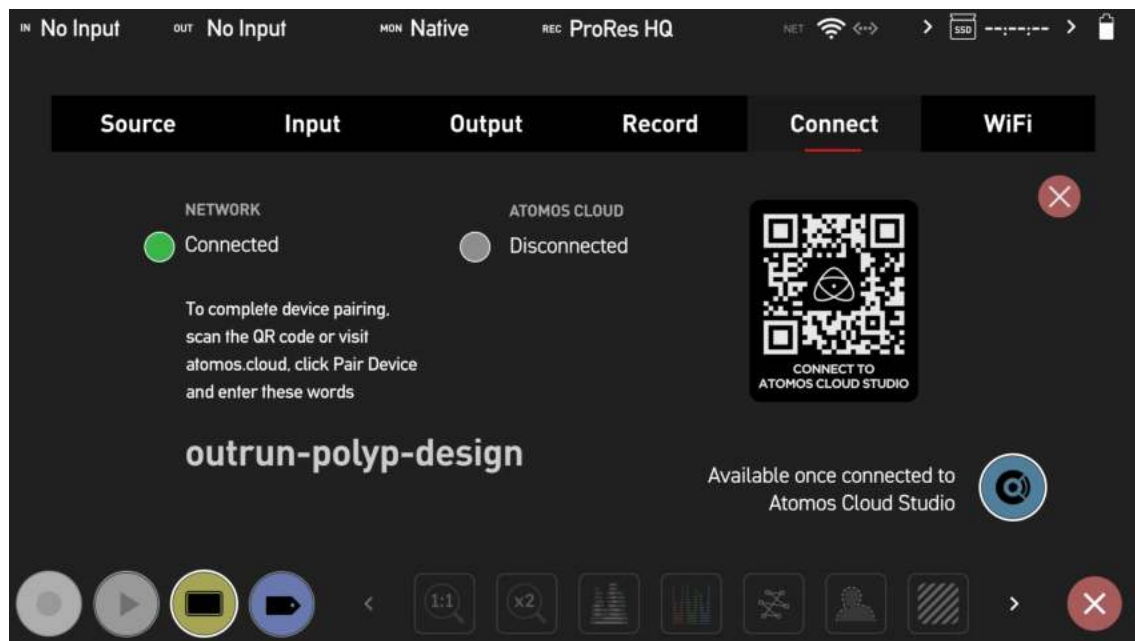 IN No Input OUT No Input MON Native REC ProRes HQ NET SSD --:--:--
Source Input Output Record Connect WiFi
NETWORK
Connected
ATOMOS CLOUD
Disconnected
To complete device pairing,
scan the QR code or visit
atomos.cloud, click Pair Device
and enter these words
outrun-polyp-design
CONNECT TO
ATOMOS CLOUD STUDIO
Available once connected to
Atomos Cloud Studio
1:1 x2